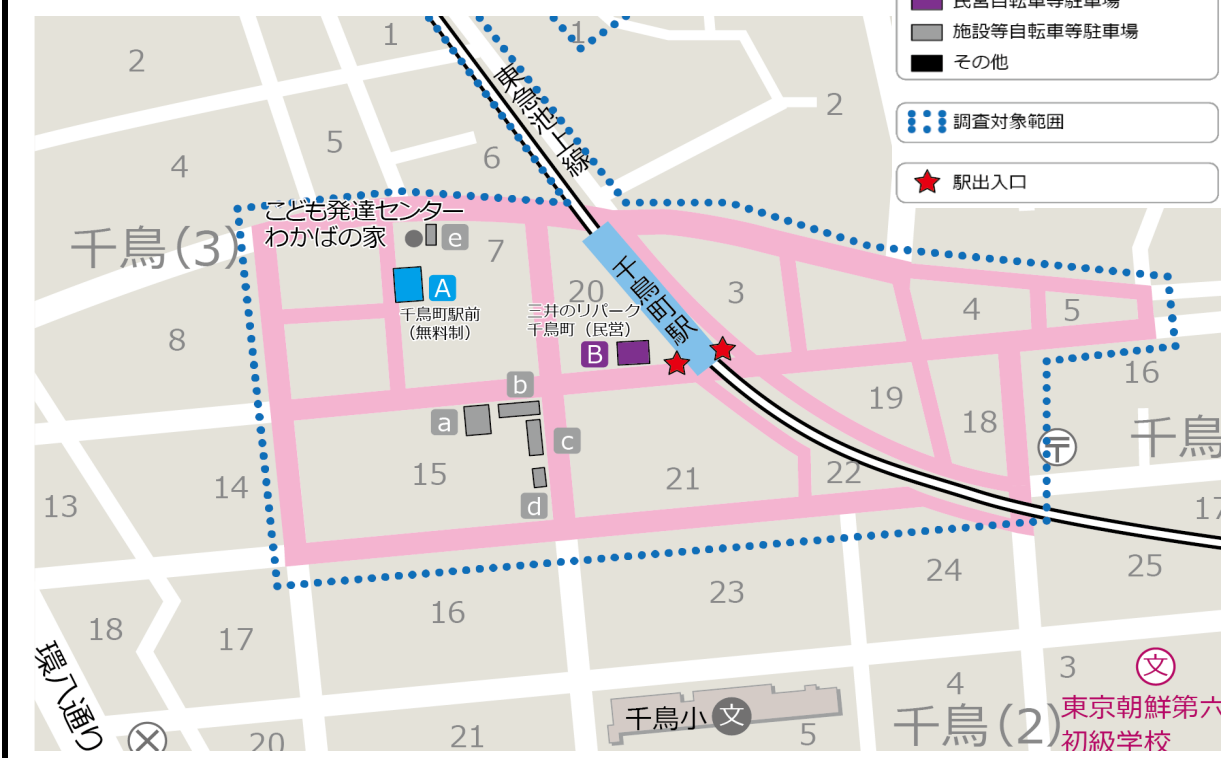 民営自転車等駐車場
施設等自転車等駐車場
その他
調査対象範囲
駅出入口
2
1
1
2
東急池上線
5
6
4
こども発達センター
わかばの家
e
7
千鳥(3)
A
千鳥町駅前
(無料制)
20
三井のリパーク
千鳥町(民営)
B
千鳥町駅
3
4
5
8
16
b
a
c
d
15
19
18
千鳥
〒
14
13
21
22
17
24
25
23
16
18
17
環八通り
20
21
千鳥小
文
5
4
千鳥(2)
3
文
東京朝鮮第六
初級学校